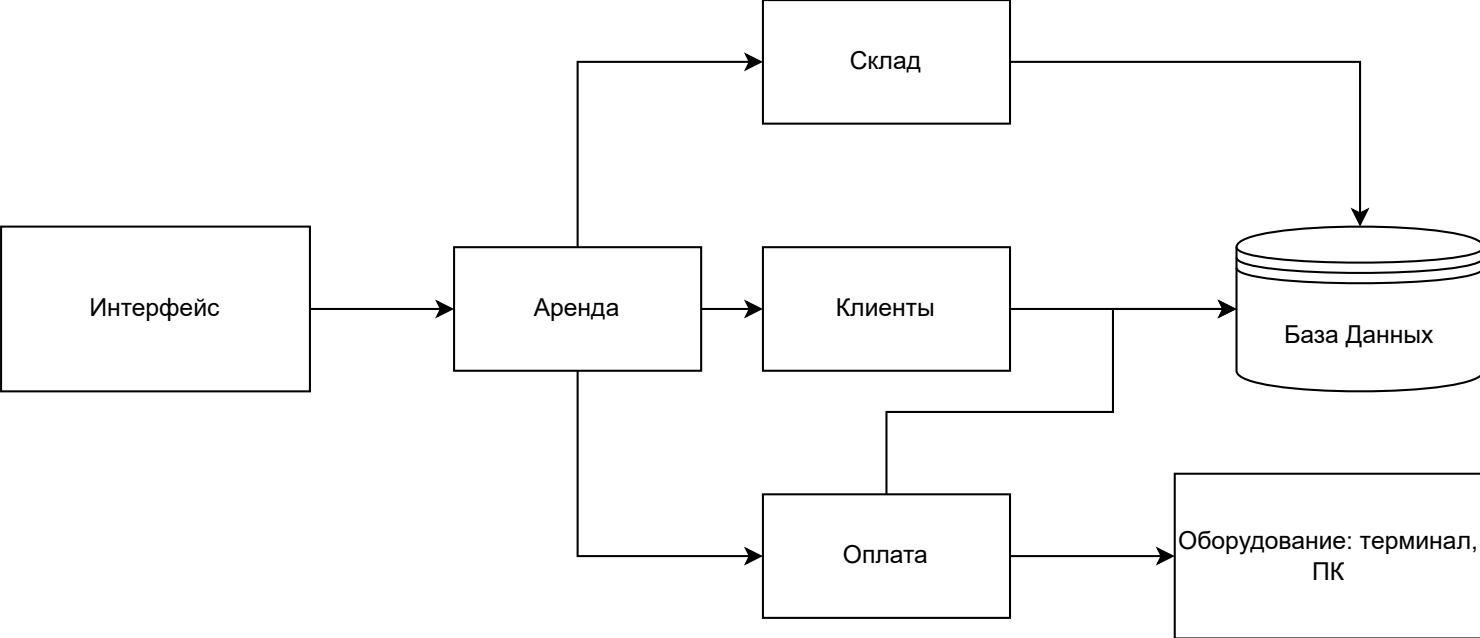 Склад
Интерфейс
Аренда
Клиенты
База Данных
Оплата
Оборудование: терминал,
ПК